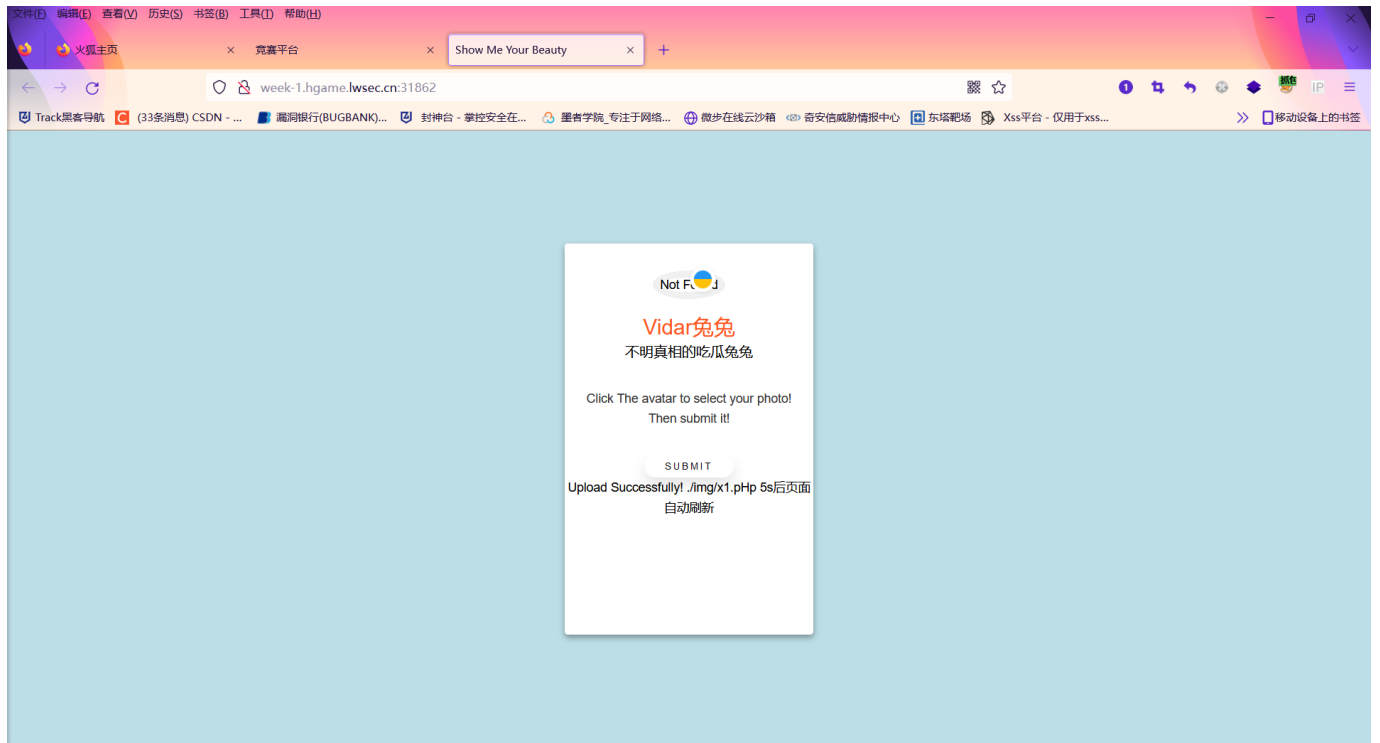 文件(F) 编辑(E) 查看(V) 历史(S) 书签(B) 工具(T) 帮助(H)
火狐主页 × 竞赛平台 × Show Me Your Beauty × +
week-1.hgame.lwsec.cn:31862
1 抓包 IP
Track黑客导航 C (33条消息) CSDN - ... 漏洞银行(BUGBANK)... 封神台 - 掌控安全在... 墨者学院_专注于网络... 微步在线云沙箱 奇安信威胁情报中心 东塔靶场 Xss平台 - 仅用于xss... 移动设备上的书签
Not F
Vidar兔兔
不明真相的吃瓜兔兔
Click The avatar to select your photo!
Then submit it!
SUBMIT
Upload Successfully! ./img/x1.pHp 5s后页面
自动刷新